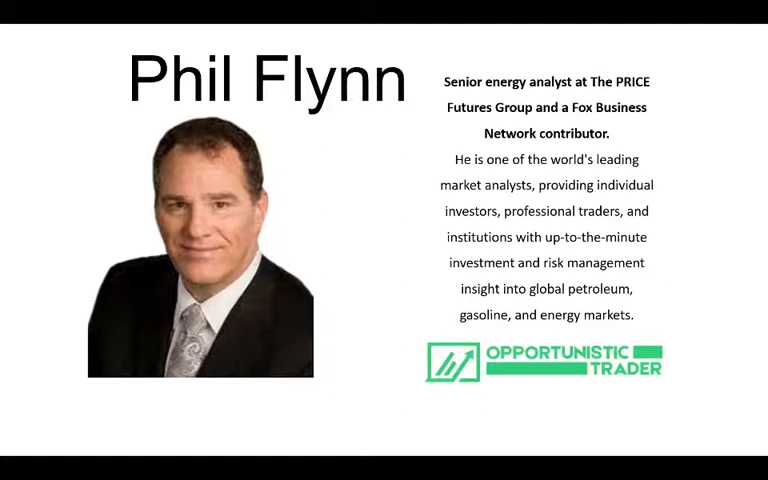 Phil Flynn
Senior energy analyst at The PRICE
Futures Group and a Fox Business
Network contributor.
He is one of the world's leading
market analysts, providing individual
investors, professional traders, and
institutions with up-to-the-minute
investment and risk management
insight into global petroleum,
gasoline, and energy markets.
OPPORTUNISTIC
TRADER